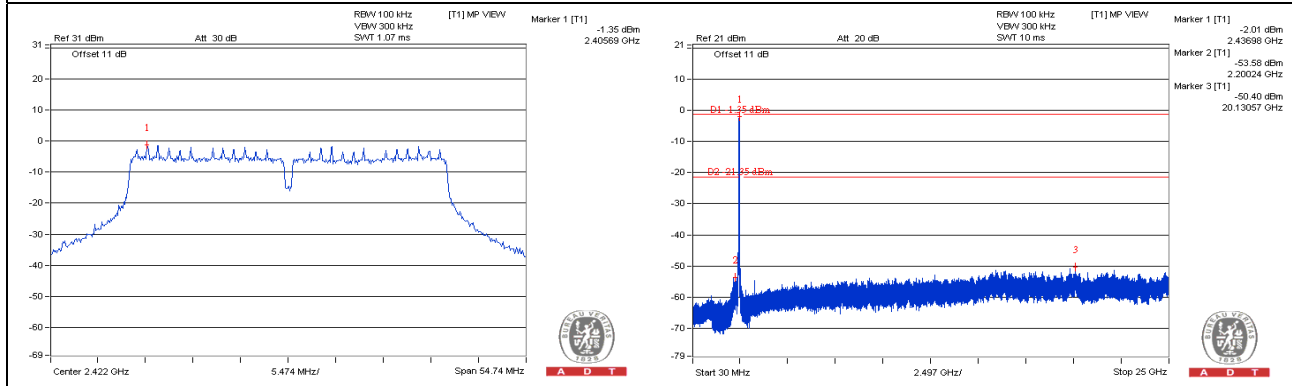 RBW 100 kHz [T1] MP VIEW
VBW 300 kHz
Ref 31 dBm Att 30 dB SWT 1.07 ms
Marker 1 [T1]
-1.35 dBm
2.40569 GHz
31
Offset 11 dB
20
10
0
-10
-20
-30
-40
-50
-60
-69
1
Center 2.422 GHz 5.474 MHz/ Span 54.74 MHz
BUREAU VERITAS
1828
A D T
RBW 100 kHz [T1] MP VIEW
VBW 300 kHz
Ref 21 dBm Att 20 dB SWT 10 ms
Marker 1 [T1]
-2.01 dBm
2.43698 GHz
Marker 2 [T1]
-53.58 dBm
2.20024 GHz
Marker 3 [T1]
-50.40 dBm
20.13057 GHz
21
Offset 11 dB
10
0
-10
-20
-30
-40
-50
-60
-70
-79
1
D1 -1.35 dBm
D2 -21.35 dBm
2
3
Start 30 MHz 2.497 GHz/ Stop 25 GHz
BUREAU VERITAS
1828
A D T